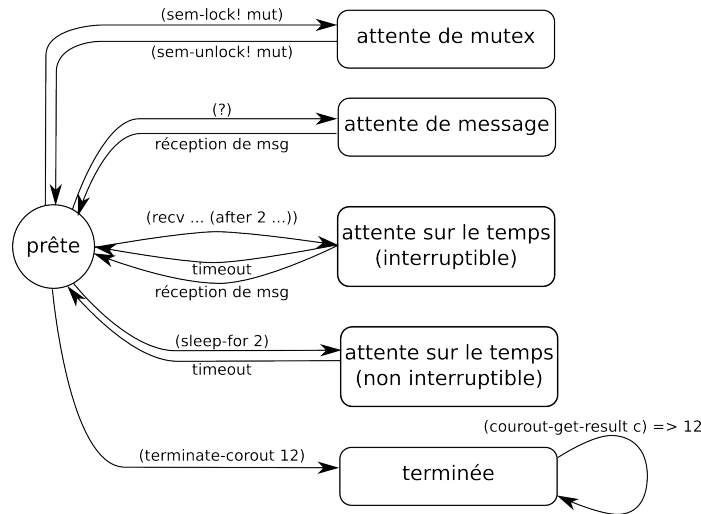 (sem-lock! mut)
attente de mutex
(sem-unlock! mut)
(?)
attente de message
réception de msg
(recv ... (after 2 ...))
attente sur le temps
(interruptible)
prête
timeout
réception de msg
(sleep-for 2)
attente sur le temps
(non interruptible)
timeout
(courout-get-result c) => 12
(terminate-corout 12)
terminée